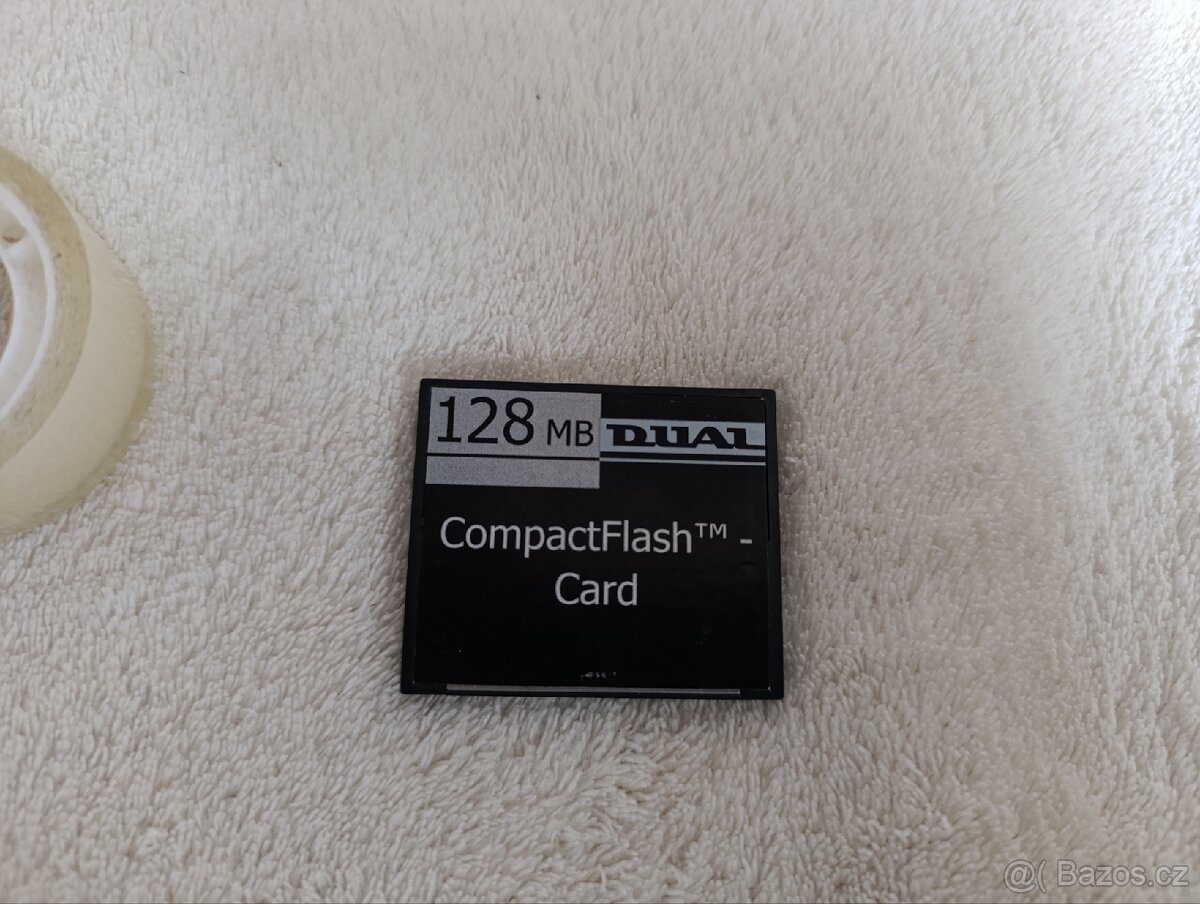 128 MB DUAL
CompactFlash™ -
Card
@( Bazos.cz